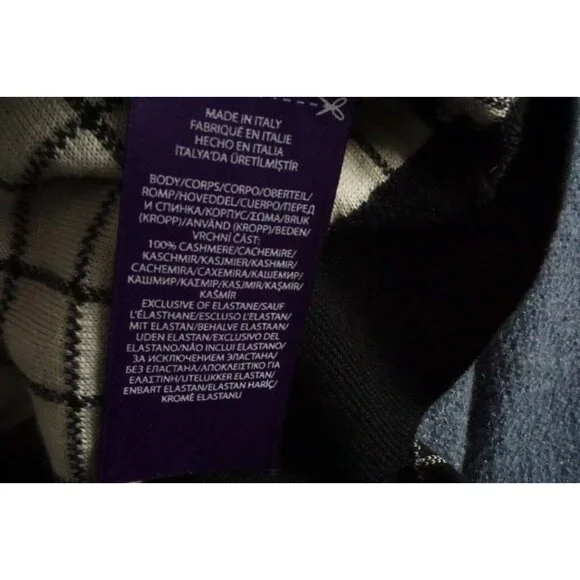 MADE IN ITALY
FABRIQUÉ EN ITALIE
HECHO EN ITALIA
İTALYA'DA ÜRETİLMİŞTİR
BODY/CORPS/CORPO/OBERTEIL/
ROMP/HOVEDDEL/CUERPO/ПЕРЕД
И СПИНКА/КОРПУС/ΣΩΜΑ/BRUK
(KROPP)/ANVÄND (KROPP)/BEDEN/
VRCHNÍ ČÁST:
100% CASHMERE/CACHEMIRE/
KASCHMIR/KASJMIER/KASHMIR/
CACHEMIRA/CAXEMIRA/КАШЕМИР/
КАШМИР/ΚΑΣΜΙΡ/KASJMIR/KAŞMİR/
KAŠMÍR
EXCLUSIVE OF ELASTANE/SAUF
L'ÉLASTHANE/ESCLUSO L'ELASTAN/
MIT ELASTAN/BEHALVE ELASTAAN/
UDEN ELASTAN/EXCLUSIVO DEL
ELASTANO/NÃO INCLUI ELASTANO/
ЗА ИСКЛЮЧЕНИЕМ ЭЛАСТАНА/
БЕЗ ЕЛАСТАНА/ΑΠΟΚΛΕΙΣΤΙΚΟ ΓΙΑ
ΕΛΑΣΤΙΝΗ/UTELUKKER ELASTAN/
ENBART ELASTAN/ELASTAN HARİÇ/
KROMĚ ELASTANU